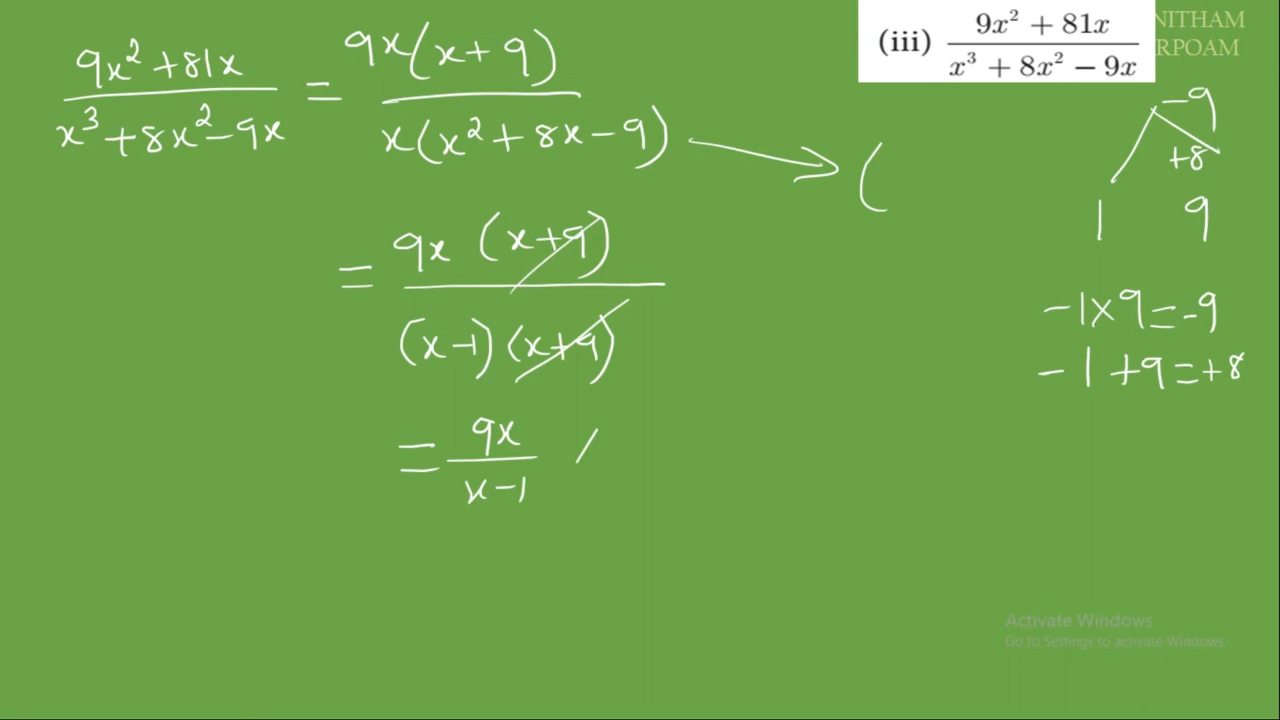 (iii) 9x² + 81x / x³ + 8x² − 9x
NITHAM
RPOAM
9x²+81x / x³+8x²-9x = 9x(x+9) / x(x²+8x-9) → (
-9
+8
1 9
= 9x (x+9) / (x-1)(x+9)
-1×9=-9
-1+9=+8
= 9x / x-1 /
Activate Windows
Go to Settings to activate Windows.